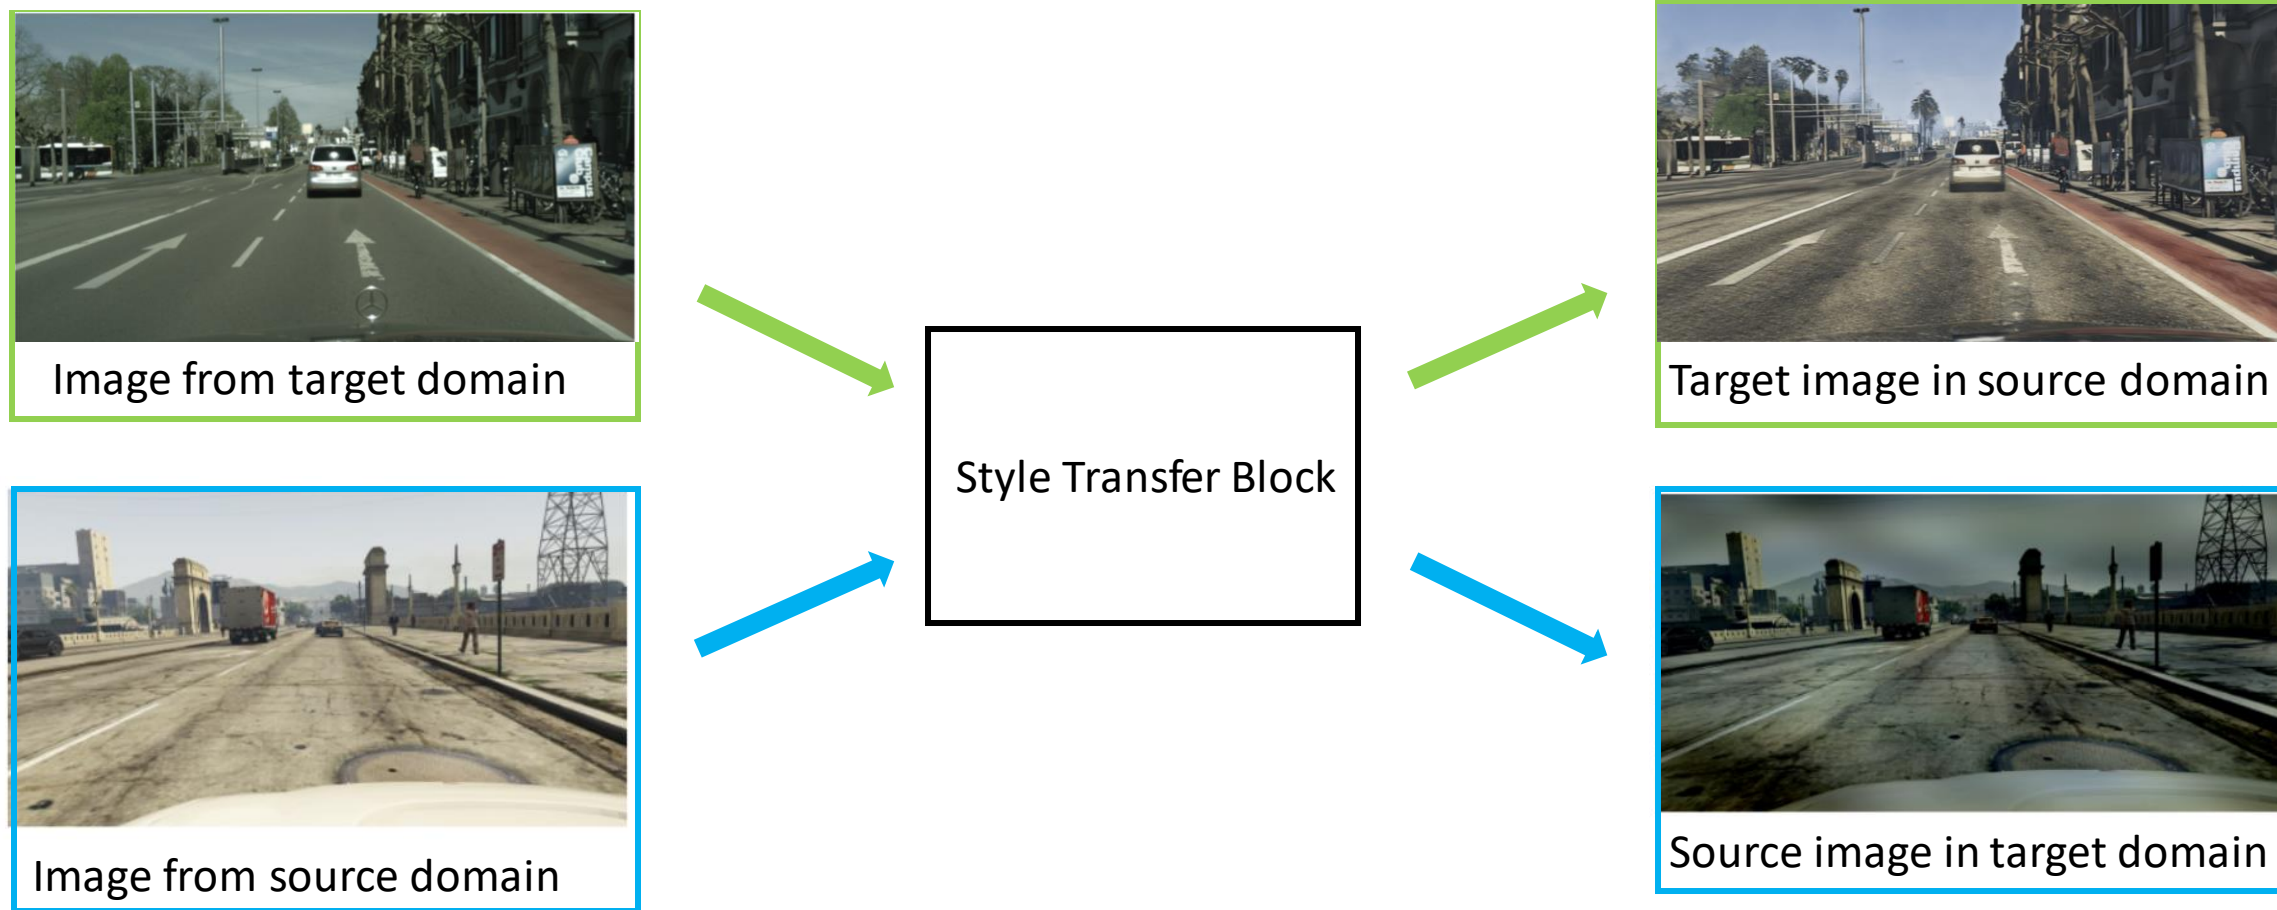 Image from target domain
Target image in source domain
Style Transfer Block
Image from source domain
Source image in target domain